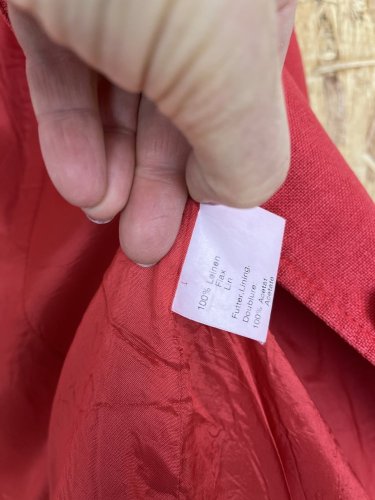 100% Leinen
Flax
Lin
Futter/Lining.
Doublure.
100% Acetat
Acetate